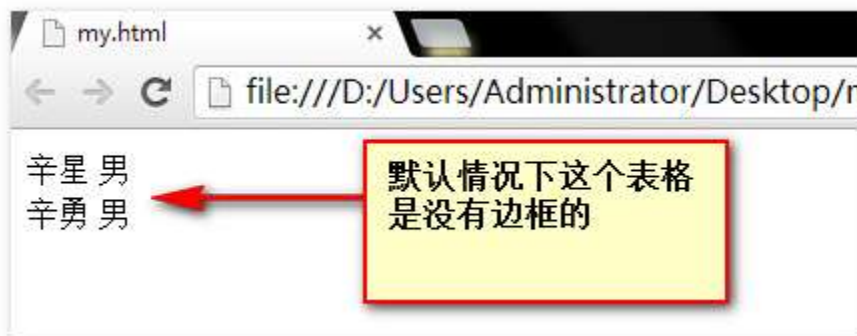 my.html
file:///D:/Users/Administrator/Desktop/
辛星 男
辛勇 男
默认情况下这个表格
是没有边框的